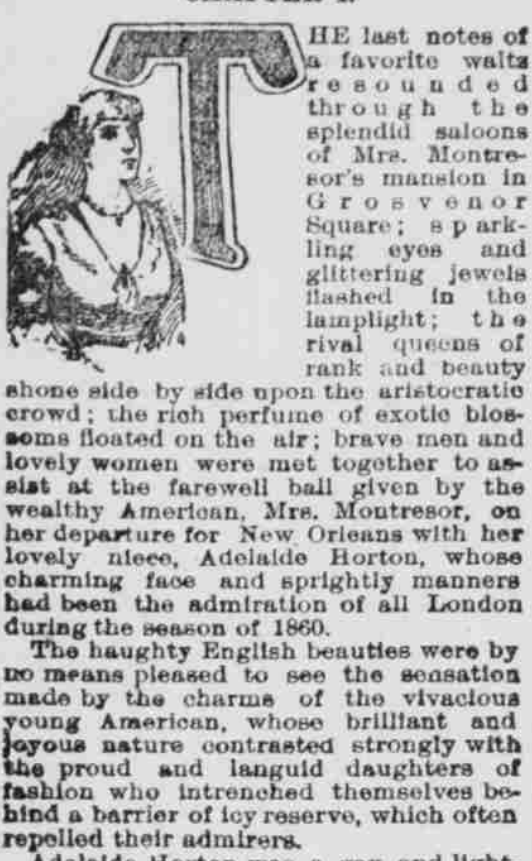 THE last notes of
a favorite waltz
resounded
through the
splendid saloons
of Mrs. Montre-
sor's mansion in
Grosvenor
Square; spark-
ling eyes and
glittering jewels
flashed in the
lamplight; the
rival queens of
rank and beauty
shone side by side upon the aristocratic
crowd; the rich perfume of exotic blos-
soms floated on the air; brave men and
lovely women were met together to as-
sist at the farewell ball given by the
wealthy American, Mrs. Montresor, on
her departure for New Orleans with her
lovely niece, Adelaide Horton, whose
charming face and sprightly manners
had been the admiration of all London
during the season of 1860.
The haughty English beauties were by
no means pleased to see the sensation
made by the charms of the vivacious
young American, whose brilliant and
joyous nature contrasted strongly with
the proud and languid daughters of
fashion who intrenched themselves be-
hind a barrier of icy reserve, which often
repelled their admirers.
Adelaide Horton was a gay and light-